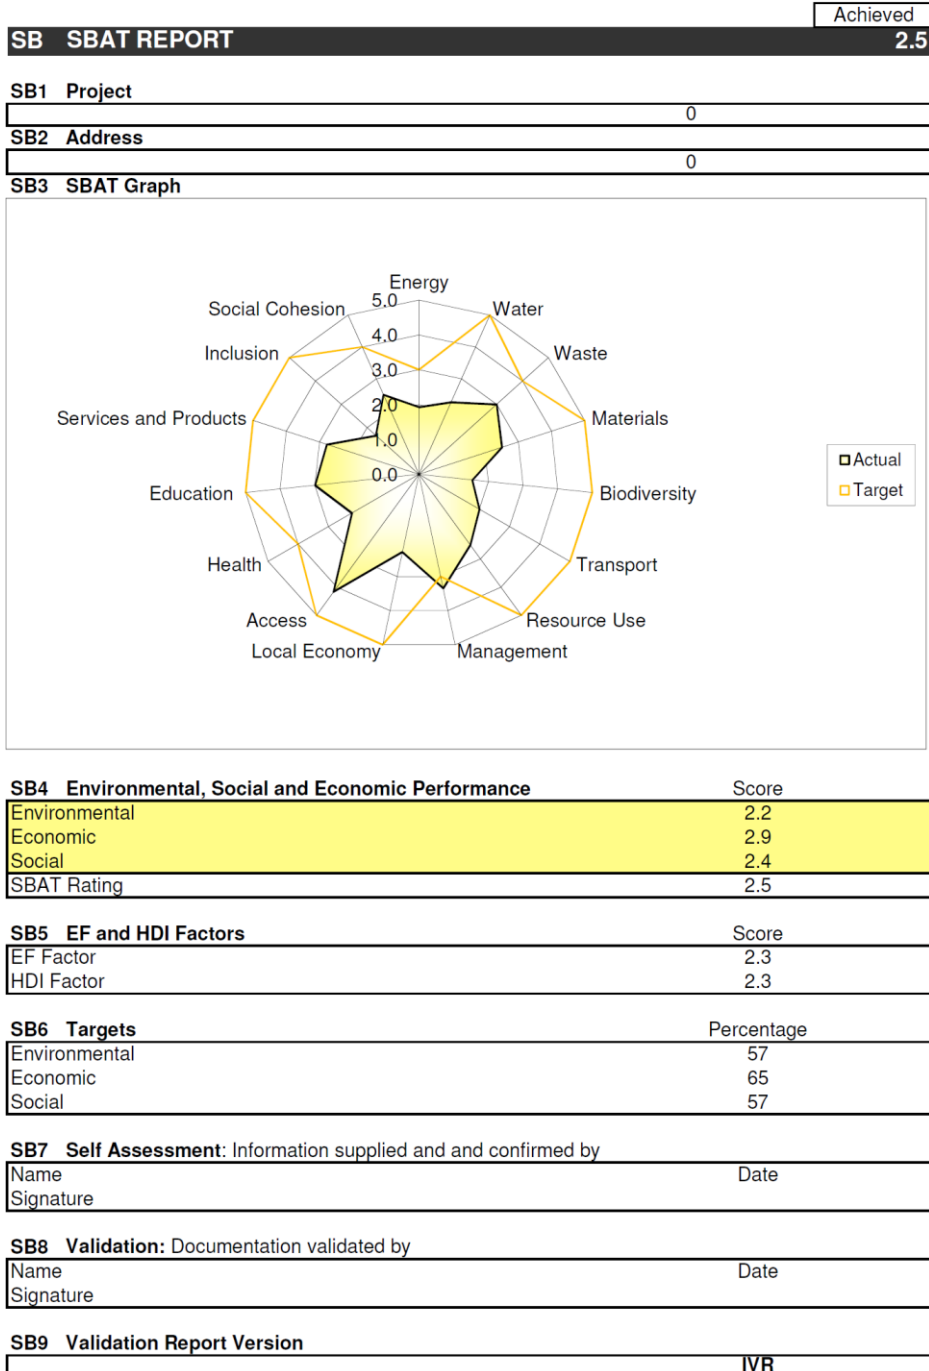 Achieved
SB SBAT REPORT 2.5
SB1 Project
0
SB2 Address
0
SB3 SBAT Graph
Energy
5.0
Social Cohesion
Water
4.0
Inclusion
Waste
3.0
2.0
Services and Products
Materials
1.0
Actual
0.0
Target
Education
Biodiversity
Health
Transport
Access
Resource Use
Local Economy
Management
SB4 Environmental, Social and Economic Performance Score
Environmental 2.2
Economic 2.9
Social 2.4
SBAT Rating 2.5
SB5 EF and HDI Factors Score
EF Factor 2.3
HDI Factor 2.3
SB6 Targets Percentage
Environmental 57
Economic 65
Social 57
SB7 Self Assessment: Information supplied and and confirmed by
Name Date
Signature
SB8 Validation: Documentation validated by
Name Date
Signature
SB9 Validation Report Version
IVR